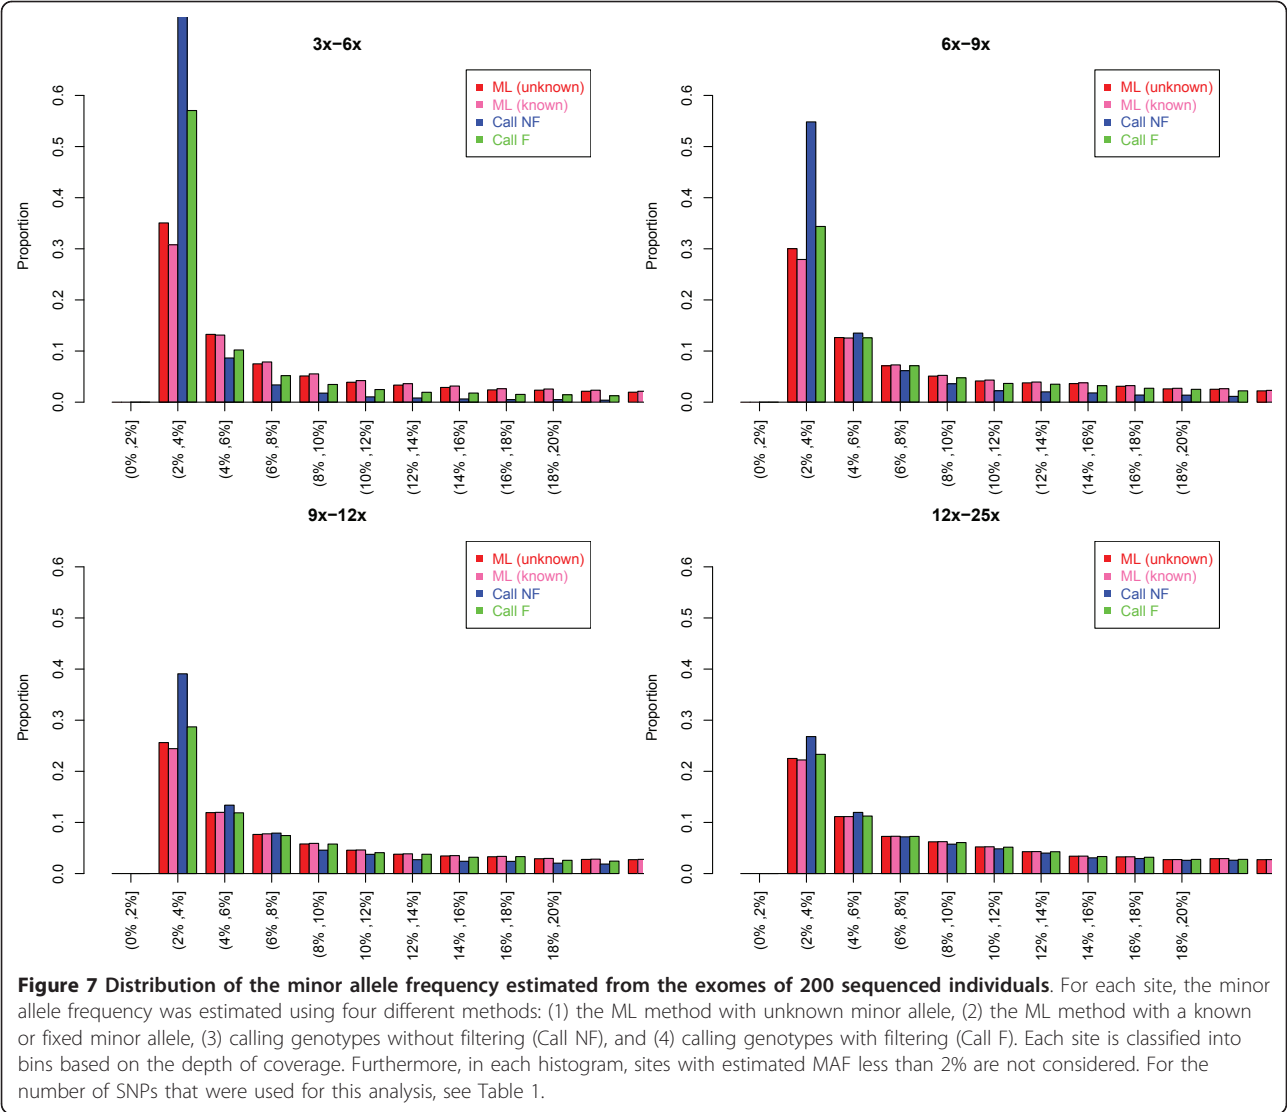 3x−6x
ML (unknown)
ML (known)
Call NF
Call F
Proportion
0.0 0.1 0.2 0.3 0.4 0.5 0.6
(0% ,2%]
(2% ,4%]
(4% ,6%]
(6% ,8%]
(8% ,10%]
(10% ,12%]
(12% ,14%]
(14% ,16%]
(16% ,18%]
(18% ,20%]
6x−9x
ML (unknown)
ML (known)
Call NF
Call F
Proportion
0.0 0.1 0.2 0.3 0.4 0.5 0.6
(0% ,2%]
(2% ,4%]
(4% ,6%]
(6% ,8%]
(8% ,10%]
(10% ,12%]
(12% ,14%]
(14% ,16%]
(16% ,18%]
(18% ,20%]
9x−12x
ML (unknown)
ML (known)
Call NF
Call F
Proportion
0.0 0.1 0.2 0.3 0.4 0.5 0.6
(0% ,2%]
(2% ,4%]
(4% ,6%]
(6% ,8%]
(8% ,10%]
10% ,12%]
12% ,14%]
14% ,16%]
16% ,18%]
18% ,20%]
12x−25x
ML (unknown)
ML (known)
Call NF
Call F
Proportion
0.0 0.1 0.2 0.3 0.4 0.5 0.6
(0% ,2%]
(2% ,4%]
(4% ,6%]
(6% ,8%]
(8% ,10%]
10% ,12%]
12% ,14%]
14% ,16%]
16% ,18%]
18% ,20%]
Figure 7 Distribution of the minor allele frequency estimated from the exomes of 200 sequenced individuals. For each site, the minor
allele frequency was estimated using four different methods: (1) the ML method with unknown minor allele, (2) the ML method with a known
or fixed minor allele, (3) calling genotypes without filtering (Call NF), and (4) calling genotypes with filtering (Call F). Each site is classified into
bins based on the depth of coverage. Furthermore, in each histogram, sites with estimated MAF less than 2% are not considered. For the
number of SNPs that were used for this analysis, see Table 1.